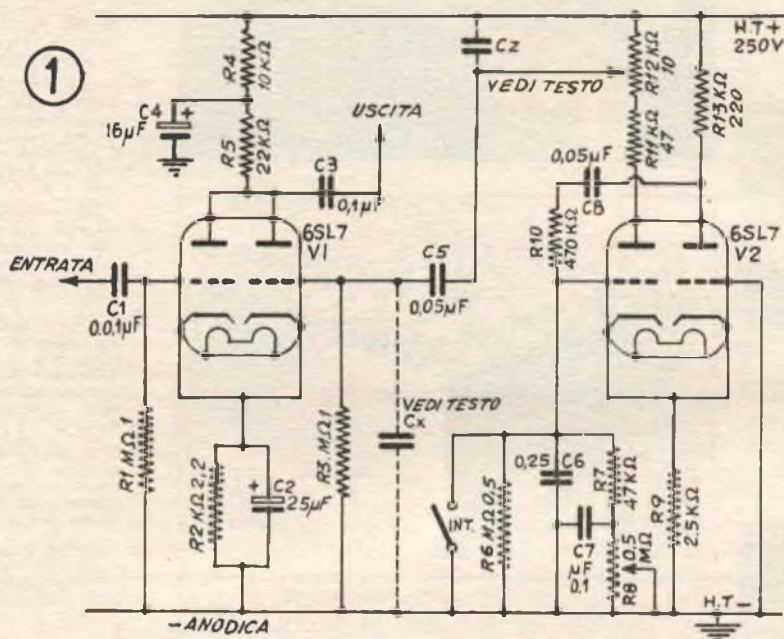 1
R4
10 KΩ
C4
16µF
+
R5
22KΩ
USCITA
C3
0,1µF
Cz
VEDI TESTO
R12 KΩ
10
R11 KΩ
47
R13 KΩ
220
H.T+
250V
0,05µF
C8
R10
470 KΩ
6SL7
V1
6SL7
V2
ENTRATA
C1
0.0,1µF
C5
0,05µF
R1 MΩ 1
R2 KΩ 2,2
+
C2
25µF
R3 MΩ 1
VEDI TESTO
Cx
INT.
R6 MΩ 0,5
0,25
C6
C7
µF
0.1
R7
47 KΩ
R8
0.5
MΩ
R9
2.5KΩ
-ANODICA
H.T-